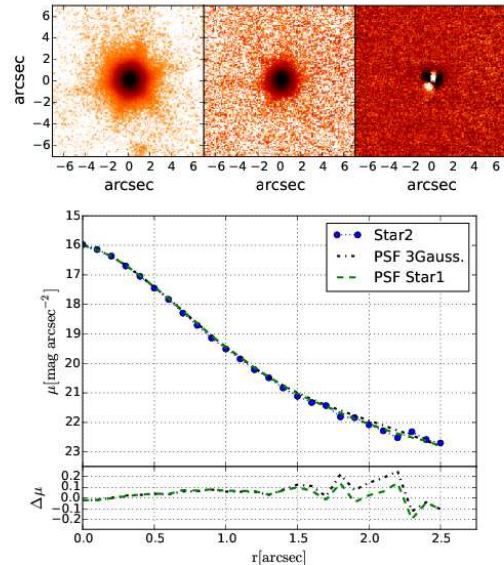 arcsec
6
4
2
0
−2
−4
−6
−6 −4 −2 0 2 4 6
−6 −4 −2 0 2 4 6
−6 −4 −2 0 2 4 6
arcsec
arcsec
arcsec
μ[mag arcsec⁻²]
15
16
17
18
19
20
21
22
23
Star2
PSF 3Gauss.
PSF Star1
Δμ
0.2
0.1
0.0
−0.1
−0.2
0.0 0.5 1.0 1.5 2.0 2.5
r[arcsec]